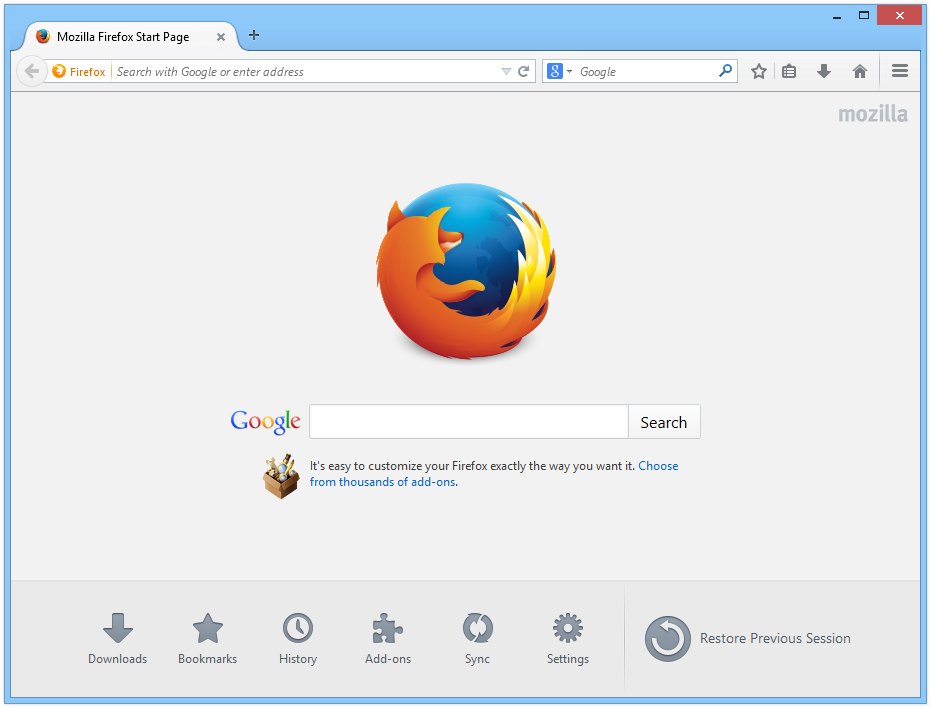 Mozilla Firefox Start Page
Firefox
Search with Google or enter address
8
Google
mozilla
Google
Search
It's easy to customize your Firefox exactly the way you want it. Choose
from thousands of add-ons.
Downloads
Bookmarks
History
Add-ons
Sync
Settings
Restore Previous Session